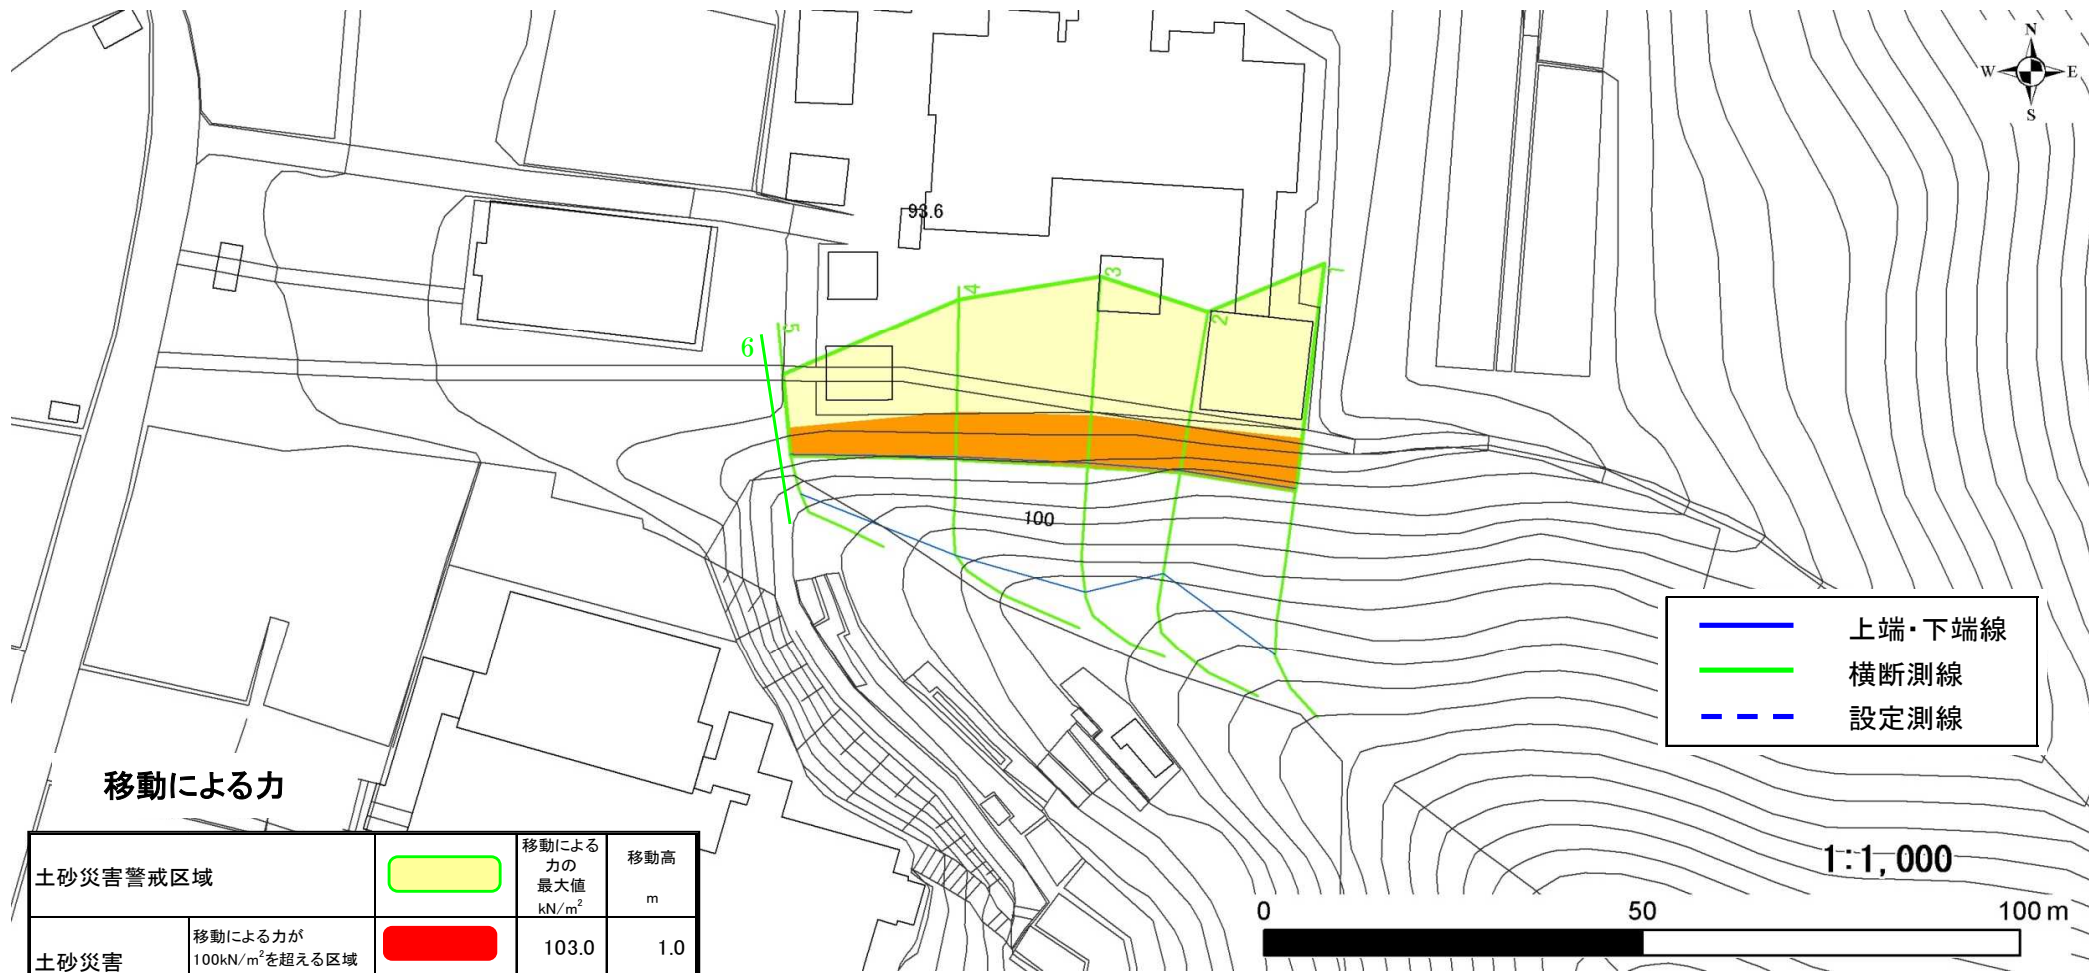 N
W E
S
93.6
1
2
3
4
5
6
100
上端・下端線
横断測線
設定測線
移動による力
1:1,000
0 50 100 m
土砂災害警戒区域
移動による
力の
最大値
kN/m²
移動高
m
土砂災害
移動による力が
100kN/m²を超える区域
103.0
1.0